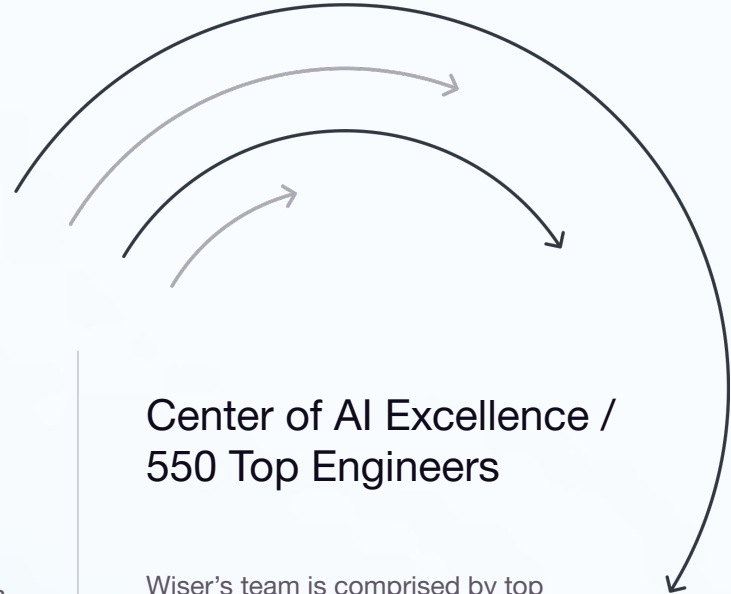 Center of AI Excellence /
550 Top Engineers
Wiser's team is comprised by top